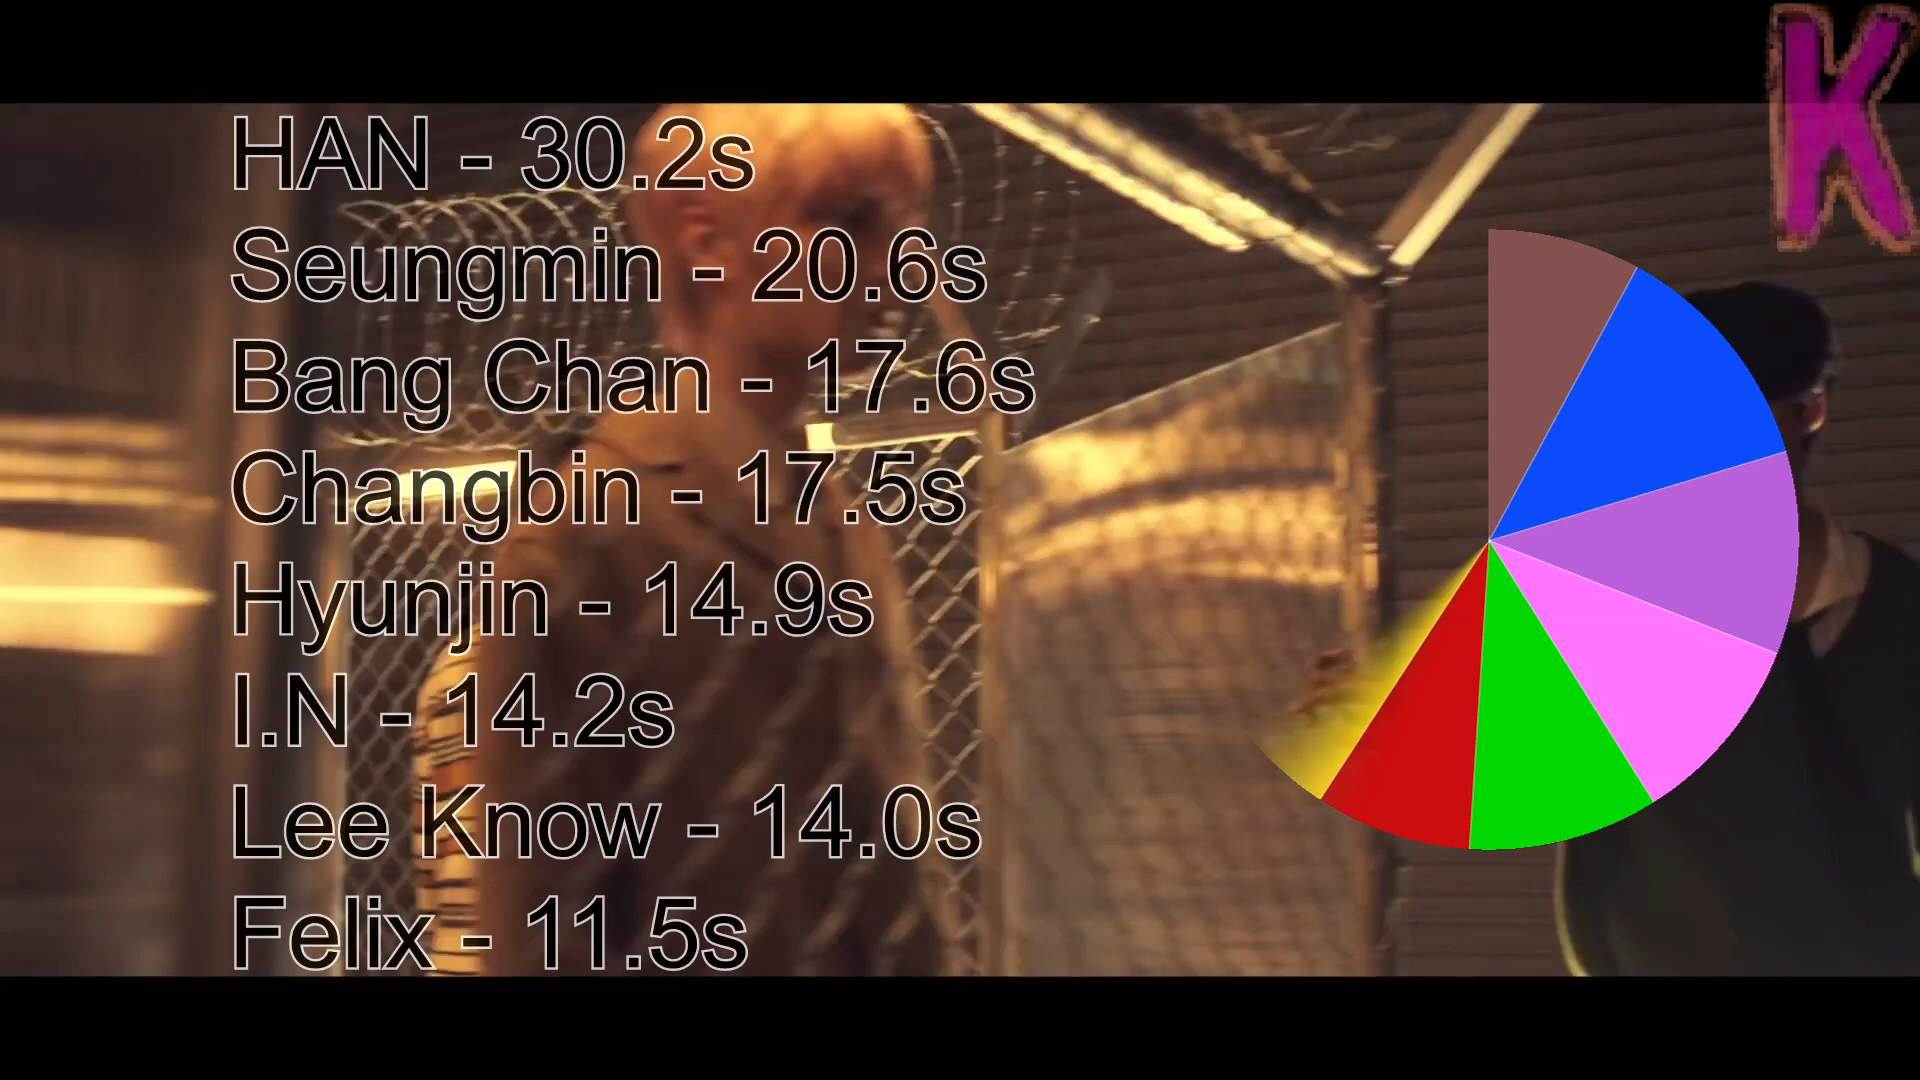 K
HAN - 30.2s
Seungmin - 20.6s
Bang Chan - 17.6s
Changbin - 17.5s
Hyunjin - 14.9s
I.N - 14.2s
Lee Know - 14.0s
Felix - 11.5s